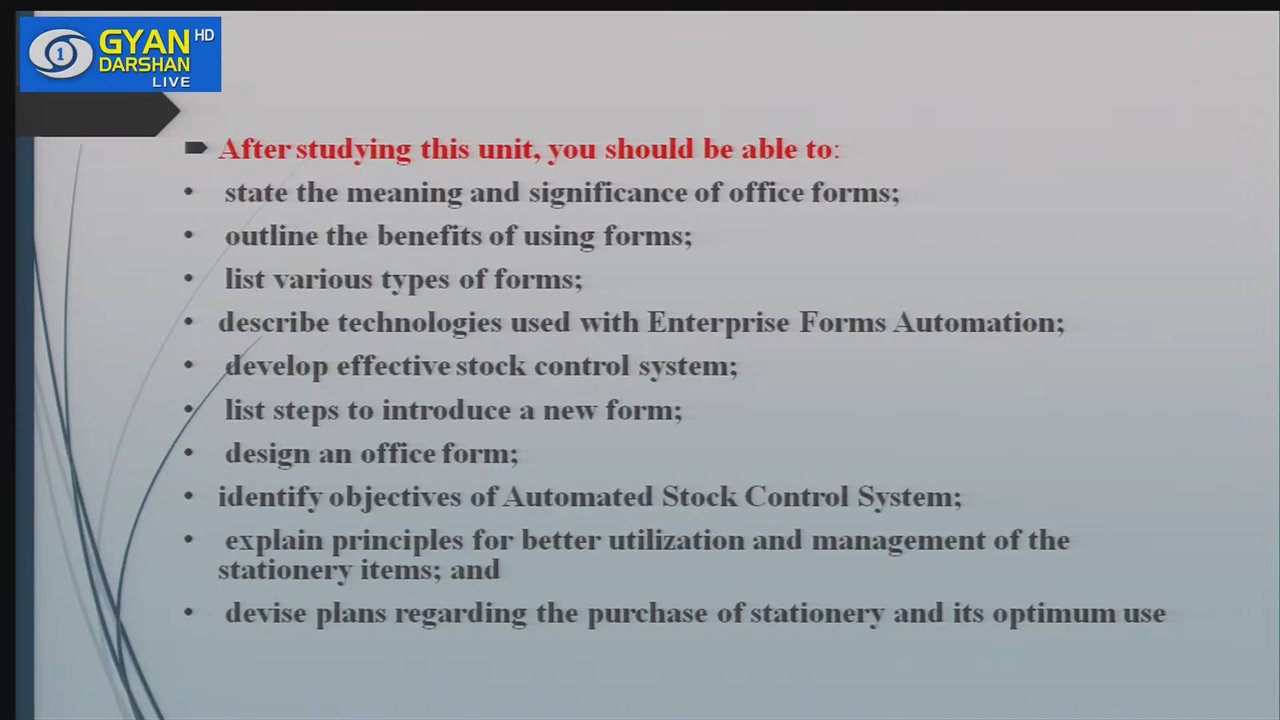 GYAN HD
DARSHAN
1
LIVE
After studying this unit, you should be able to:
• state the meaning and significance of office forms;
• outline the benefits of using forms;
• list various types of forms;
• describe technologies used with Enterprise Forms Automation;
• develop effective stock control system;
• list steps to introduce a new form;
• design an office form;
• identify objectives of Automated Stock Control System;
• explain principles for better utilization and management of the
stationery items; and
• devise plans regarding the purchase of stationery and its optimum use